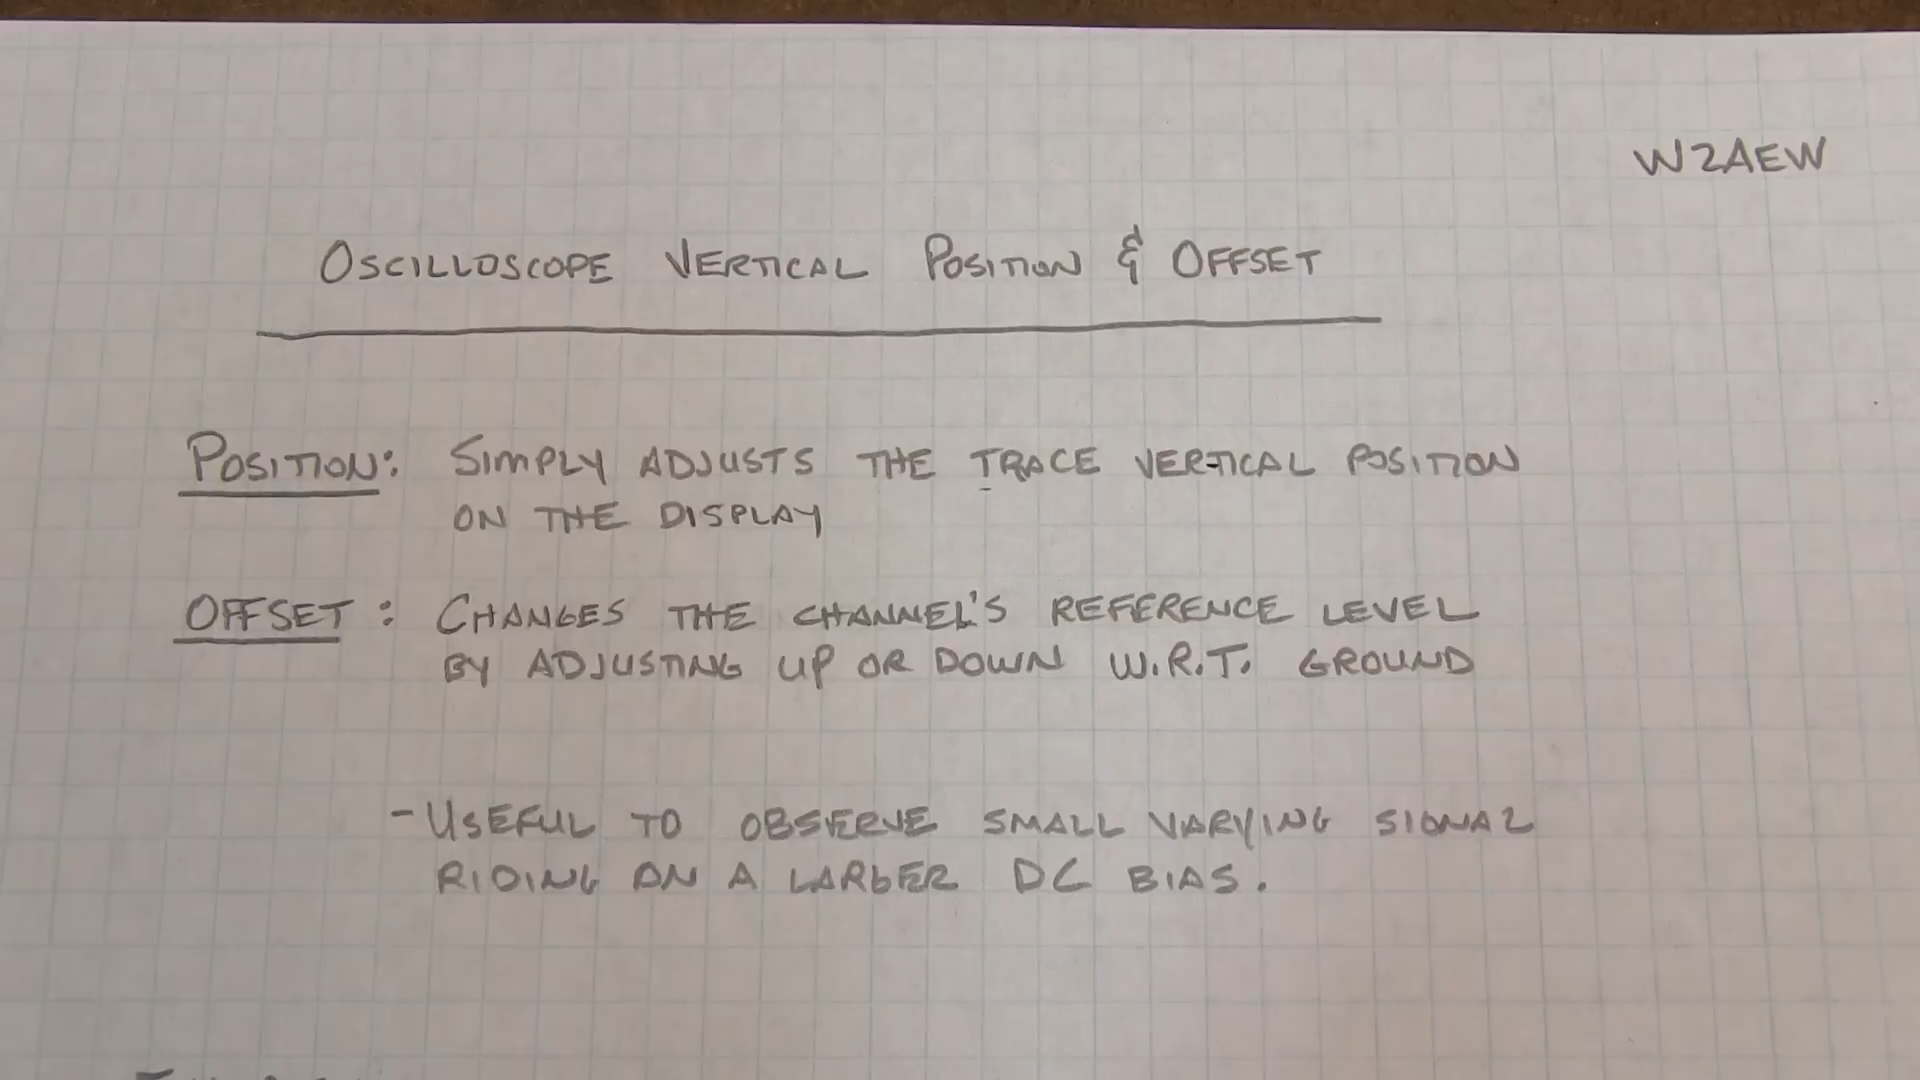 W2AEW
OSCILLOSCOPE VERTICAL POSITION & OFFSET
POSITION: SIMPLY ADJUSTS THE TRACE VERTICAL POSITION
ON THE DISPLAY
OFFSET: CHANGES THE CHANNEL'S REFERENCE LEVEL
BY ADJUSTING UP OR DOWN W.R.T. GROUND
- USEFUL TO OBSERVE SMALL VARYING SIGNAL
RIDING ON A LARGER DC BIAS.